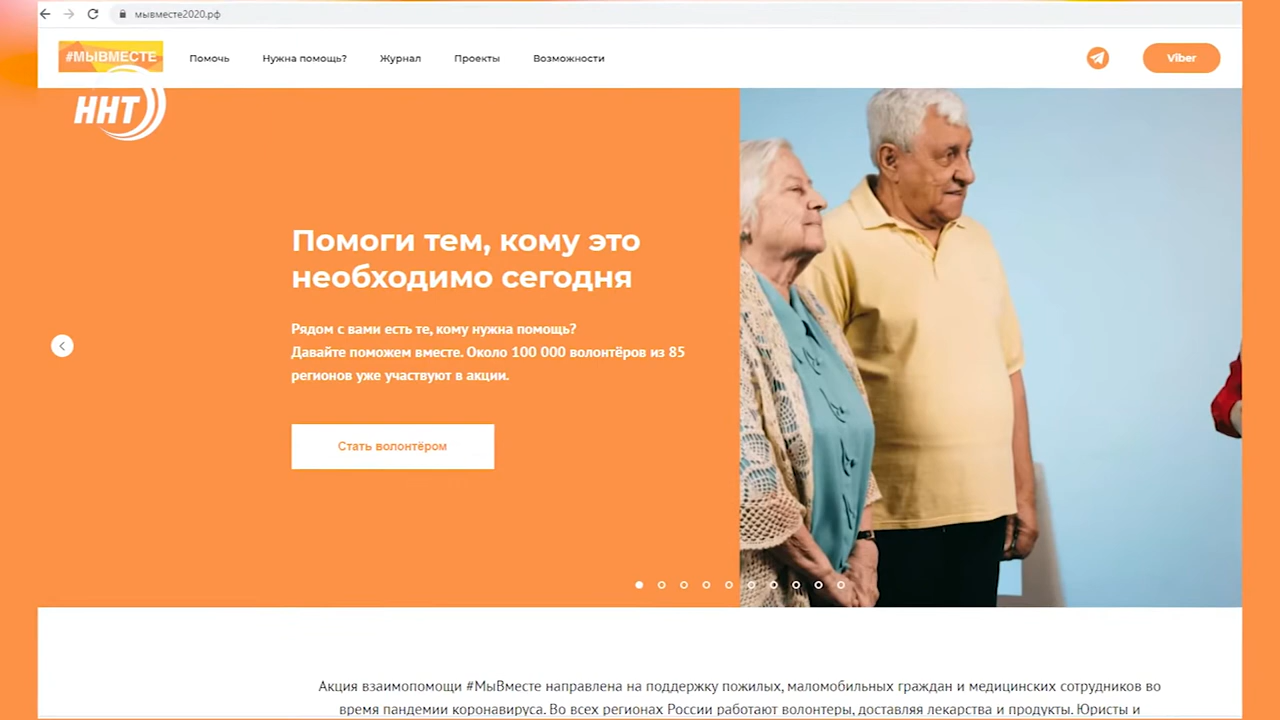 мывместе2020.рф
#МЫВМЕСТЕ
Помочь
Нужна помощь?
Журнал
Проекты
Возможности
Viber
ННТ
Помоги тем, кому это
необходимо сегодня
Рядом с вами есть те, кому нужна помощь?
Давайте поможем вместе. Около 100 000 волонтёров из 85
регионов уже участвуют в акции.
Стать волонтёром
Акция взаимопомощи #МыВместе направлена на поддержку пожилых, маломобильных граждан и медицинских сотрудников во
время пандемии коронавируса. Во всех регионах России работают волонтеры, доставляя лекарства и продукты. Юристы и